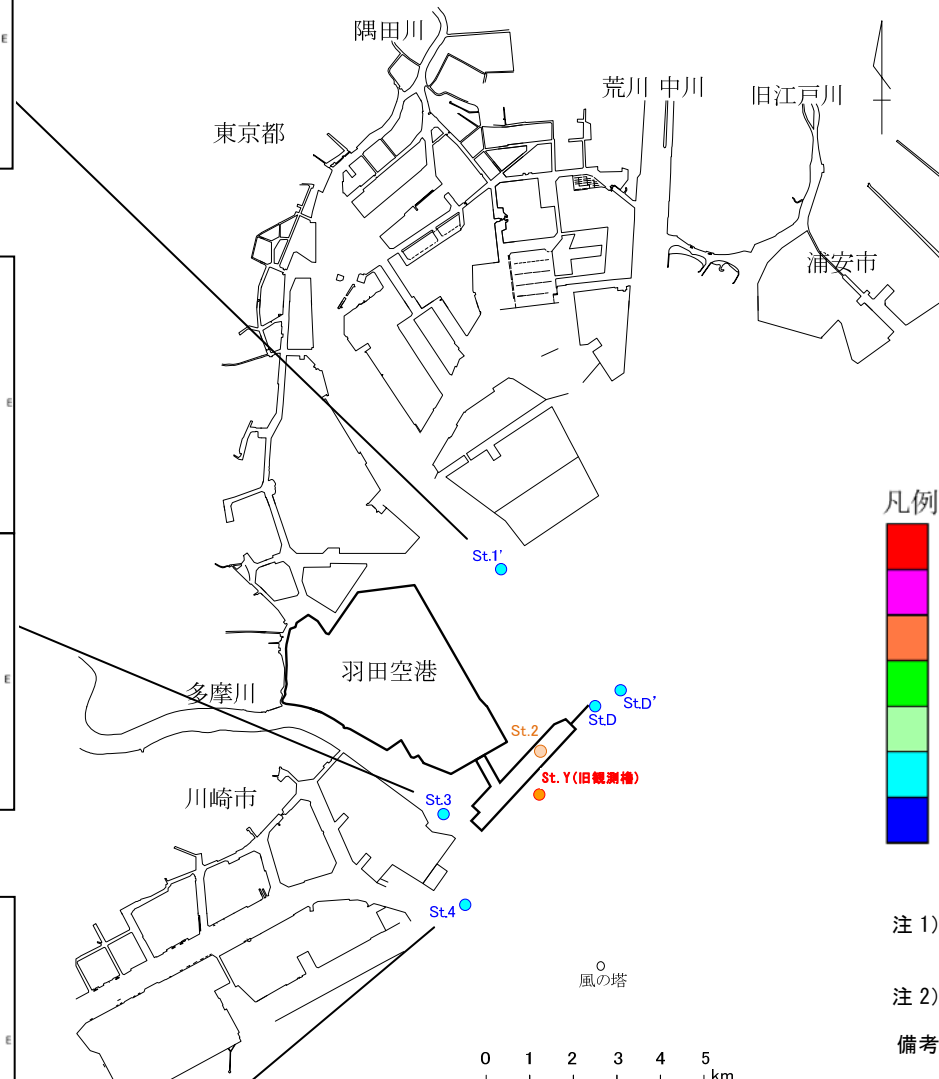 隅田川
荒川 中川
旧江戸川
東京都
浦安市
凡例
St.1'
羽田空港
多摩川
St.D'
St.D
St.2
St.Y(旧観測櫓)
川崎市
St.3
St.4
注 1)
風の塔
注 2)
備考
0 1 2 3 4 5
km
E
E
E
E